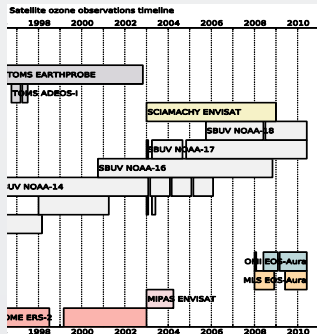 Satellite ozone observations timeline
1998 2000 2002 2004 2006 2008 2010
TOMS EARTHPROBE
TOMS ADEOS-I
SCIAMACHY ENVISAT
SBUV NOAA-18
SBUV NOAA-17
SBUV NOAA-16
UV NOAA-14
OMI EOS-Aura
MLS EOS-Aura
MIPAS ENVISAT
OME ERS-2
1998 2000 2002 2004 2006 2008 2010